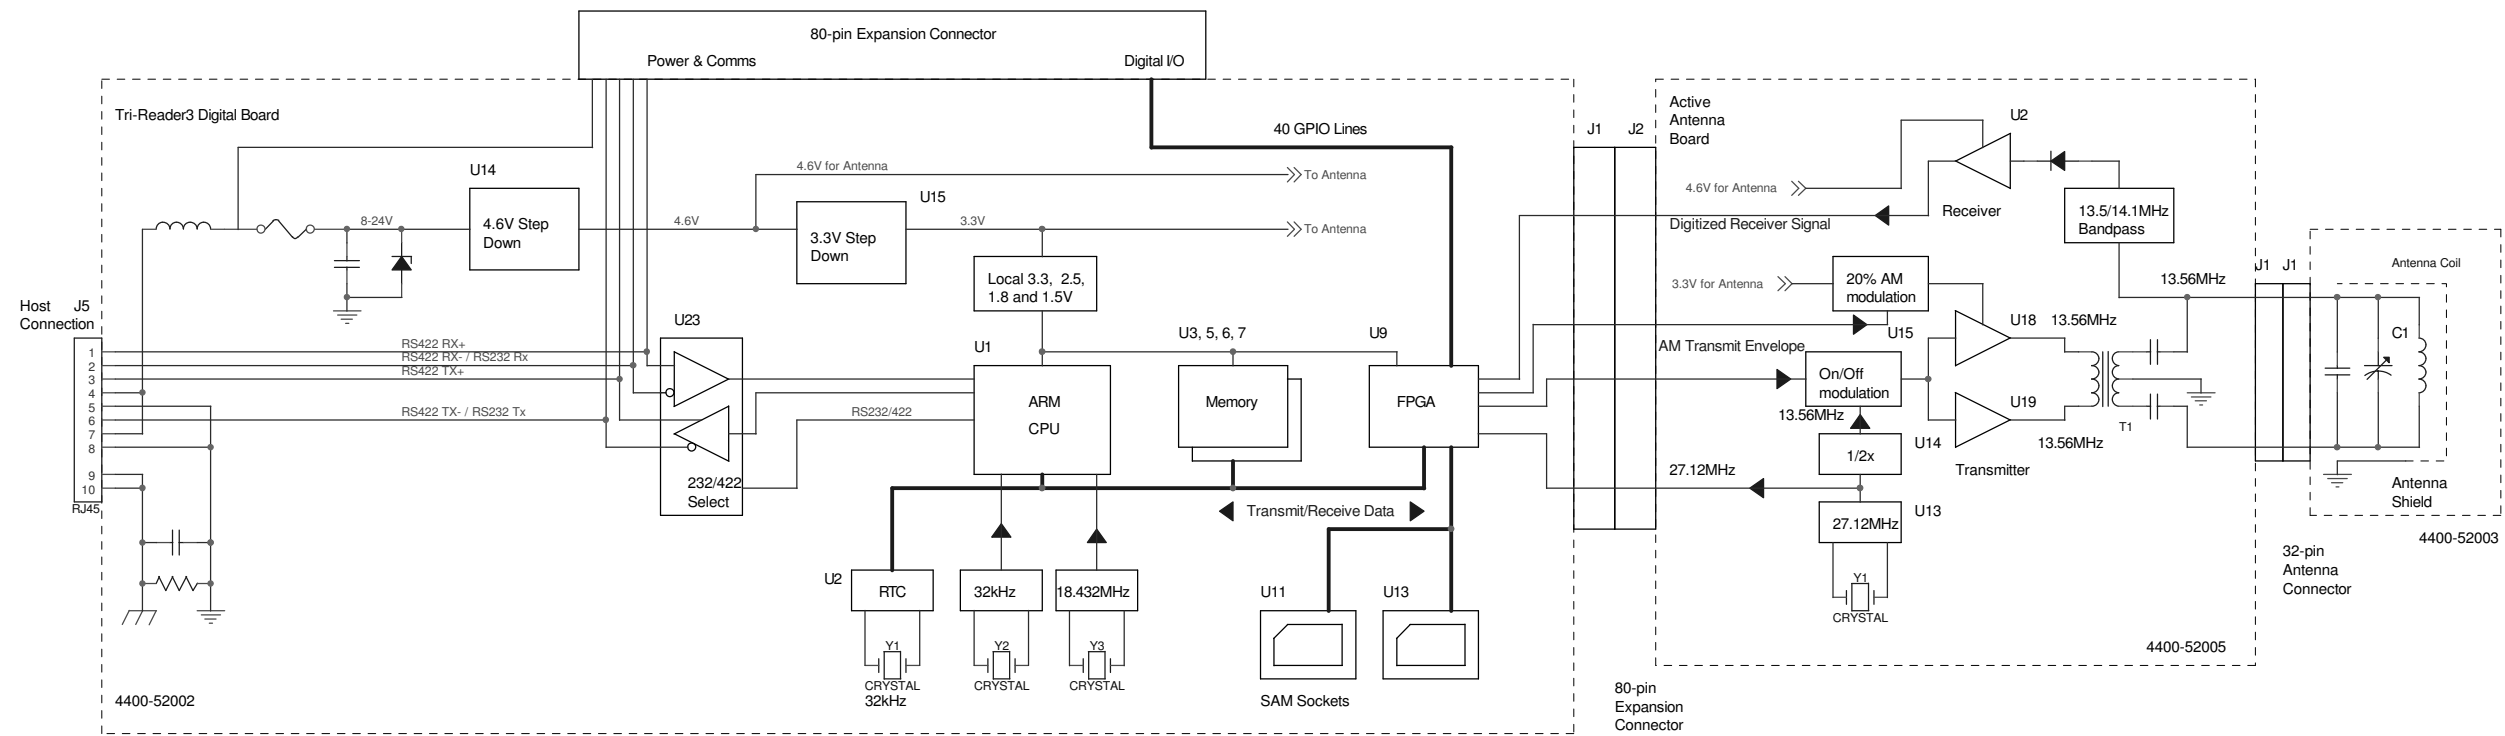 80-pin Expansion Connector
Power & Comms
Digital I/O
Tri-Reader3 Digital Board
40 GPIO Lines
J1
J2
Active
Antenna
Board
U2
U14
4.6V for Antenna
To Antenna
U15
4.6V Step
Down
8-24V
4.6V
3.3V Step
Down
3.3V
To Antenna
4.6V for Antenna
Receiver
Digitized Receiver Signal
13.5/14.1MHz
Bandpass
Local 3.3, 2.5,
1.8 and 1.5V
3.3V for Antenna
20% AM
modulation
13.56MHz
J1
J1
Antenna Coil
Host
Connection
J5
U23
U1
U3, 5, 6, 7
U9
U15
U18
13.56MHz
C1
AM Transmit Envelope
1
2
3
4
5
6
7
8
9
10
RJ45
RS422 RX+
RS422 RX- / RS232 Rx
RS422 TX+
RS422 TX- / RS232 Tx
RS232/422
232/422
Select
ARM
CPU
Memory
FPGA
On/Off
modulation
13.56MHz
U19
13.56MHz
T1
U14
1/2x
Transmitter
27.12MHz
Transmit/Receive Data
27.12MHz
U13
Antenna
Shield
4400-52003
32-pin
Antenna
Connector
U2
RTC
32kHz
18.432MHz
U11
U13
Y1
CRYSTAL
Y1
CRYSTAL
32kHz
Y2
CRYSTAL
Y3
CRYSTAL
SAM Sockets
4400-52002
4400-52005
80-pin
Expansion
Connector